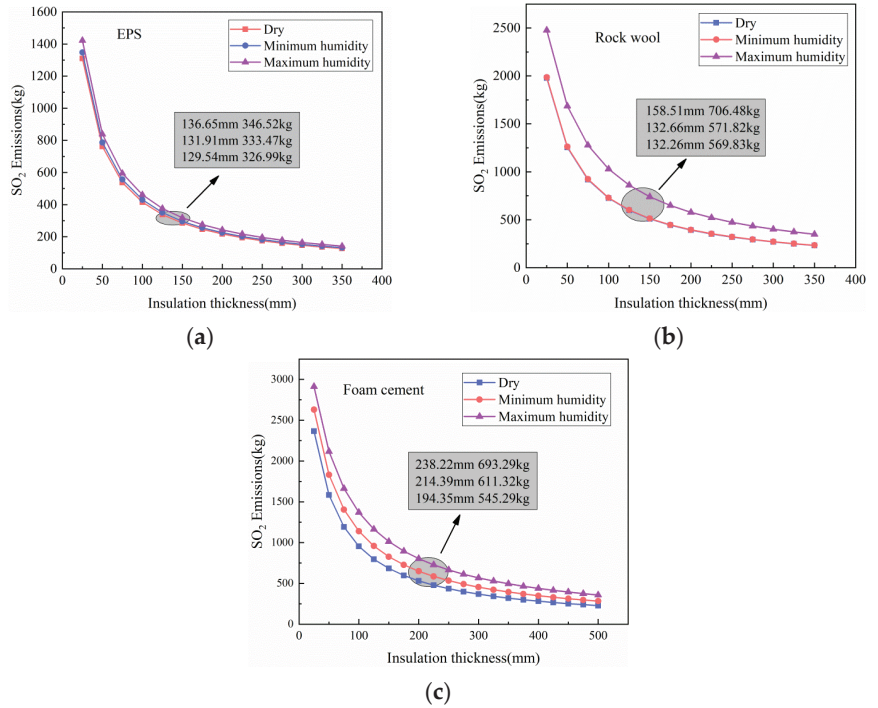 EPS
Dry
Minimum humidity
Maximum humidity
136.65mm 346.52kg
131.91mm 333.47kg
129.54mm 326.99kg
SO2 Emissions(kg)
1600
1400
1200
1000
800
600
400
200
0
0 50 100 150 200 250 300 350 400
Insulation thickness(mm)
(a)
Rock wool
Dry
Minimum humidity
Maximum humidity
158.51mm 706.48kg
132.66mm 571.82kg
132.26mm 569.83kg
SO2 Emissions(kg)
2500
2000
1500
1000
500
0
0 50 100 150 200 250 300 350 400
Insulation thickness(mm)
(b)
Foam cement
Dry
Minimum humidity
Maximum humidity
238.22mm 693.29kg
214.39mm 611.32kg
194.35mm 545.29kg
SO2 Emissions(kg)
3000
2500
2000
1500
1000
500
0
0 100 200 300 400 500
Insulation thickness(mm)
(c)